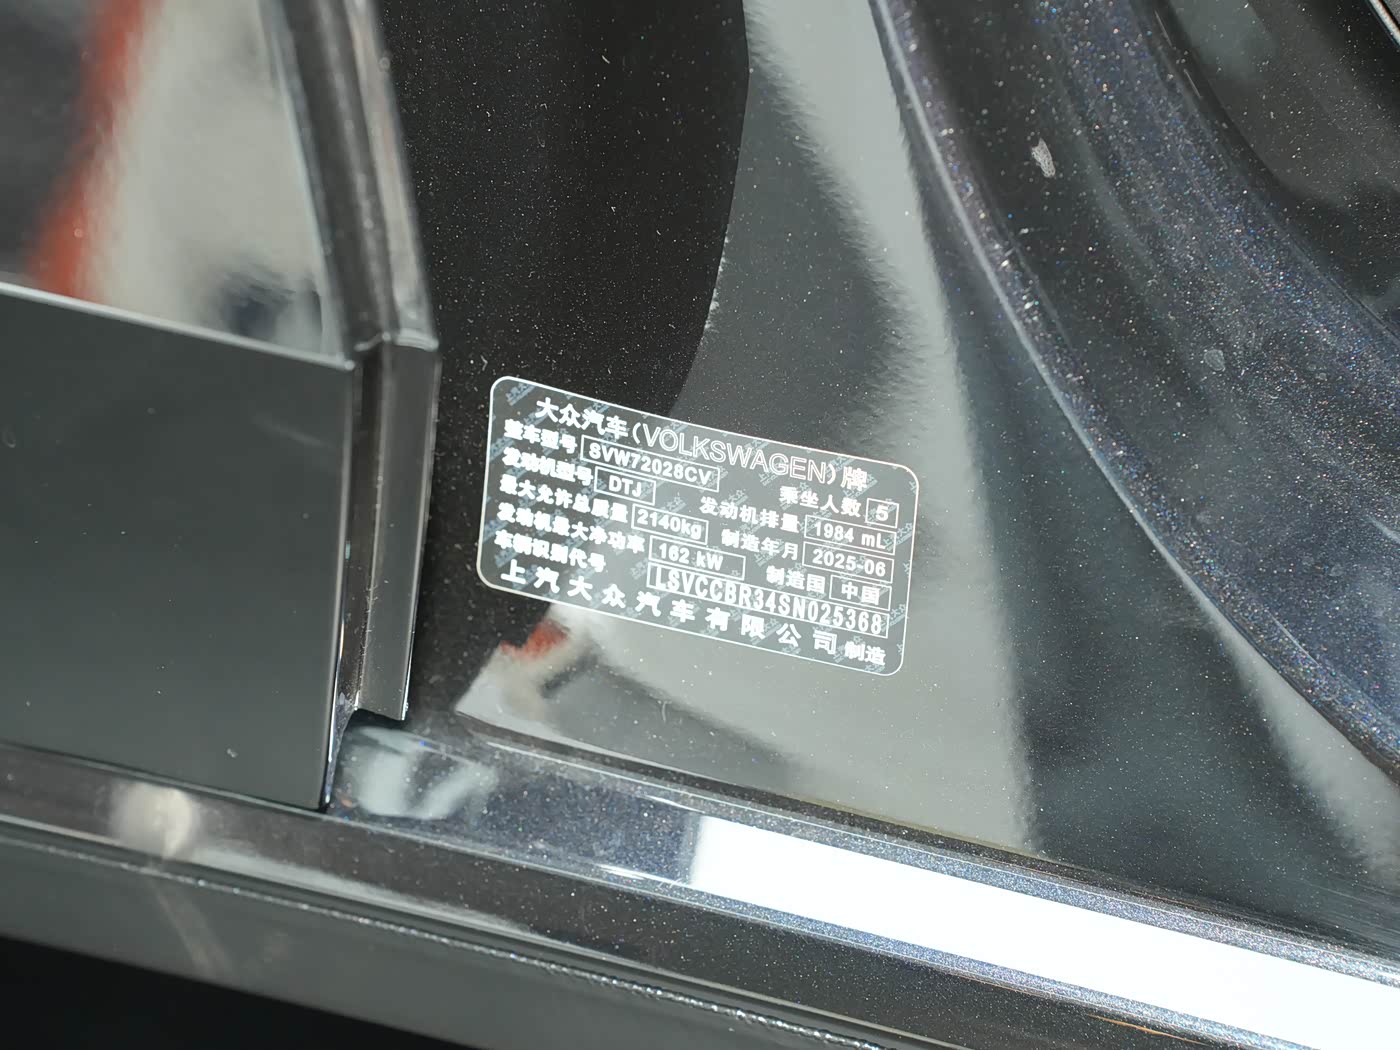 大众汽车(VOLKSWAGEN)牌
整车型号 SVW72028CV 乘坐人数 5
发动机型号 DTJ 发动机排量 1984 mL
最大允许总质量 2140kg 制造年月 2025-06
发动机最大净功率 162 kW 制造国 中国
车辆识别代号 LSVCCBR34SN025368
上汽大众汽车有限公司 制造